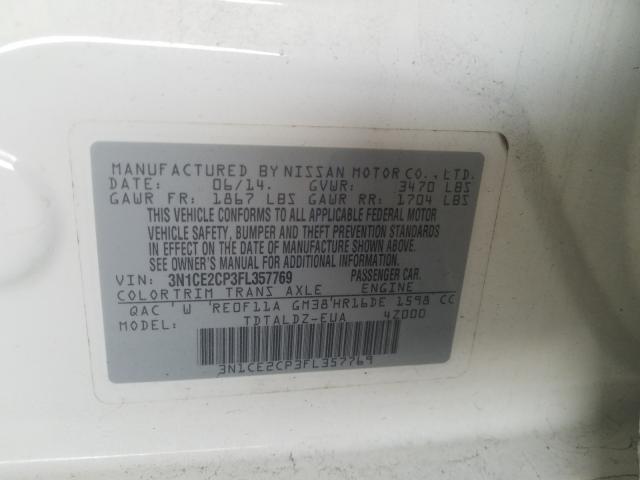 MANUFACTURED BY NISSAN MOTOR CO., LTD.
DATE: 06/14. GVWR: 3470 LBS
GAWR FR: 1867 LBS GAWR RR: 1704 LBS
THIS VEHICLE CONFORMS TO ALL APPLICABLE FEDERAL MOTOR
VEHICLE SAFETY, BUMPER AND THEFT PREVENTION STANDARDS
IN EFFECT ON THE DATE OF MANUFACTURE SHOWN ABOVE.
SEE OWNER'S MANUAL FOR ADDITIONAL INFORMATION.
VIN: 3N1CE2CP3FL357769 PASSENGER CAR.
COLOR TRIM TRANS AXLE ENGINE
QAC 'W 'RE0F11A GM38'HR16DE 1598 CC
MODEL: TDTALDZ-EUA 4Z000
3N1CE2CP3FL357769